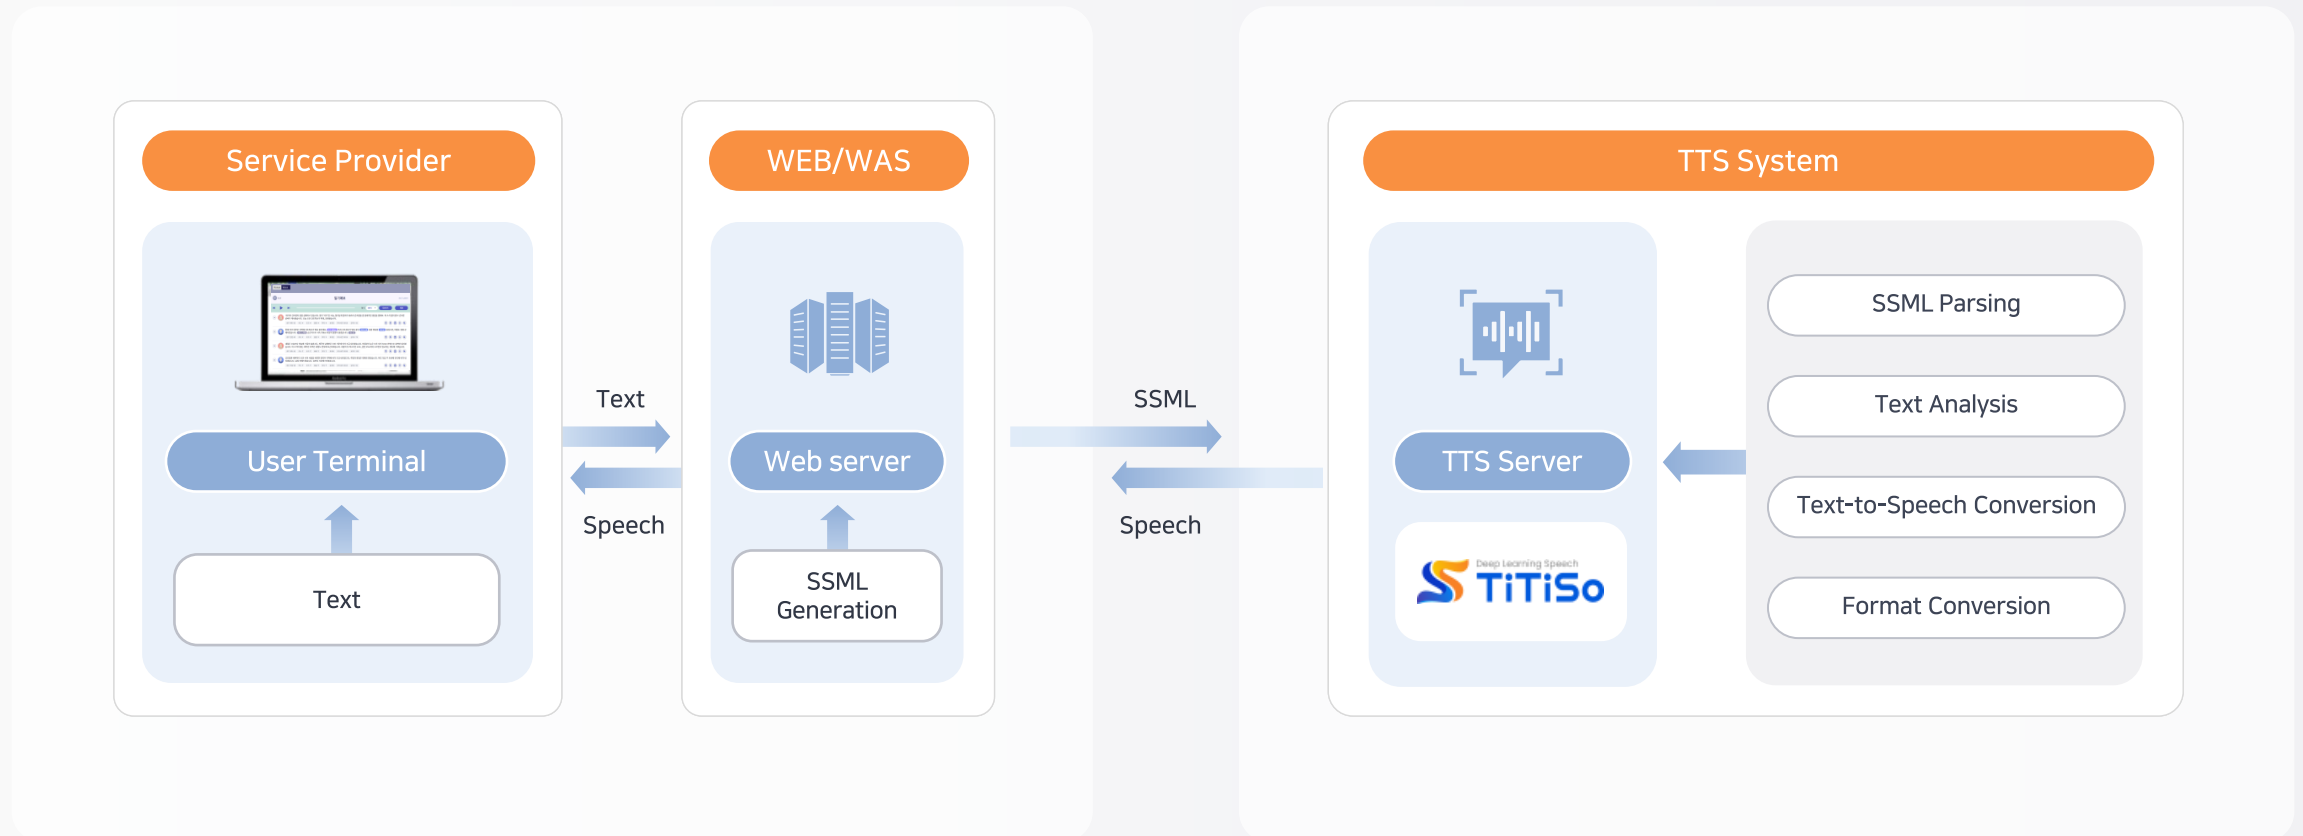 Service Provider
User Terminal
Text
Text
Speech
WEB/WAS
Web server
SSML
Generation
SSML
Speech
TTS System
TTS Server
Deep Learning Speech
TiTiSo
SSML Parsing
Text Analysis
Text-to-Speech Conversion
Format Conversion